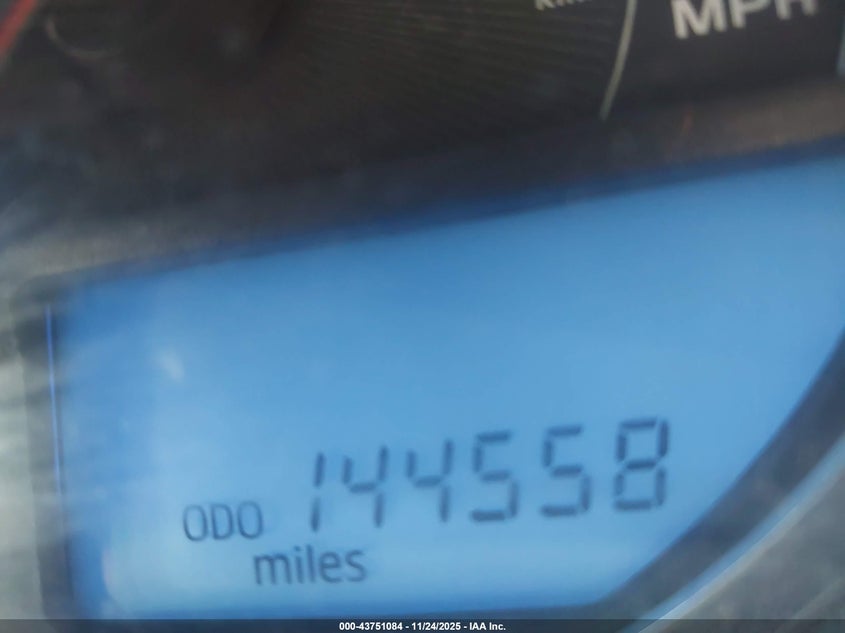 MPH
ODO 144558
miles
000-43751084 - 11/24/2025 - IAA Inc.